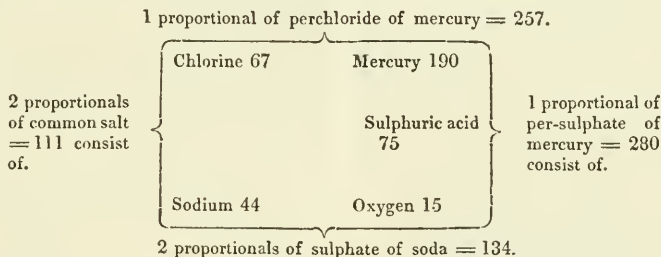 1 proportional of perchloride of mercury = 257.
Chlorine 67 Mercury 190
2 proportionals
of common salt
= 111 consist
of.
Sulphuric acid
75
1 proportional of
per-sulphate of
mercury = 280
consist of.
Sodium 44 Oxygen 15
2 proportionals of sulphate of soda = 134.